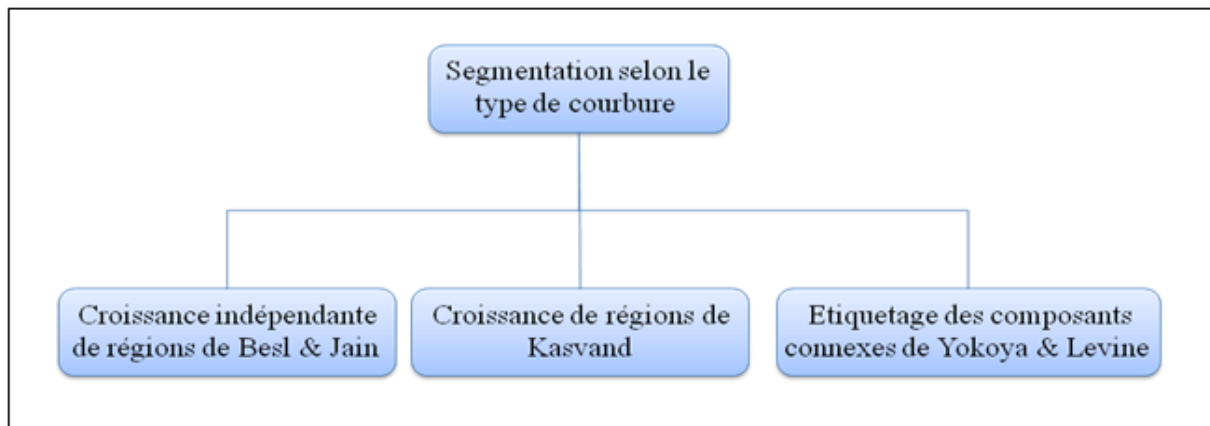 Segmentation selon le
type de courbure
Croissance indépendante
de régions de Besl & Jain
Croissance de régions de
Kasvand
Etiquetage des composants
connexes de Yokoya & Levine